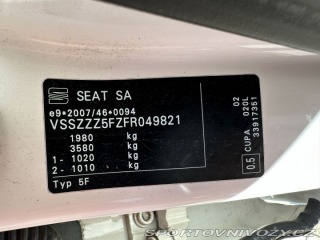 SEAT SA
e9*2007/46*0094
VSSZZZ5FZFR049821
1980 kg
3580 kg
1- 1020 kg
2- 1010 kg
Typ 5F
02
CUPA 020L
33917351
0,5
SPORTOVNIVOZY.CZ